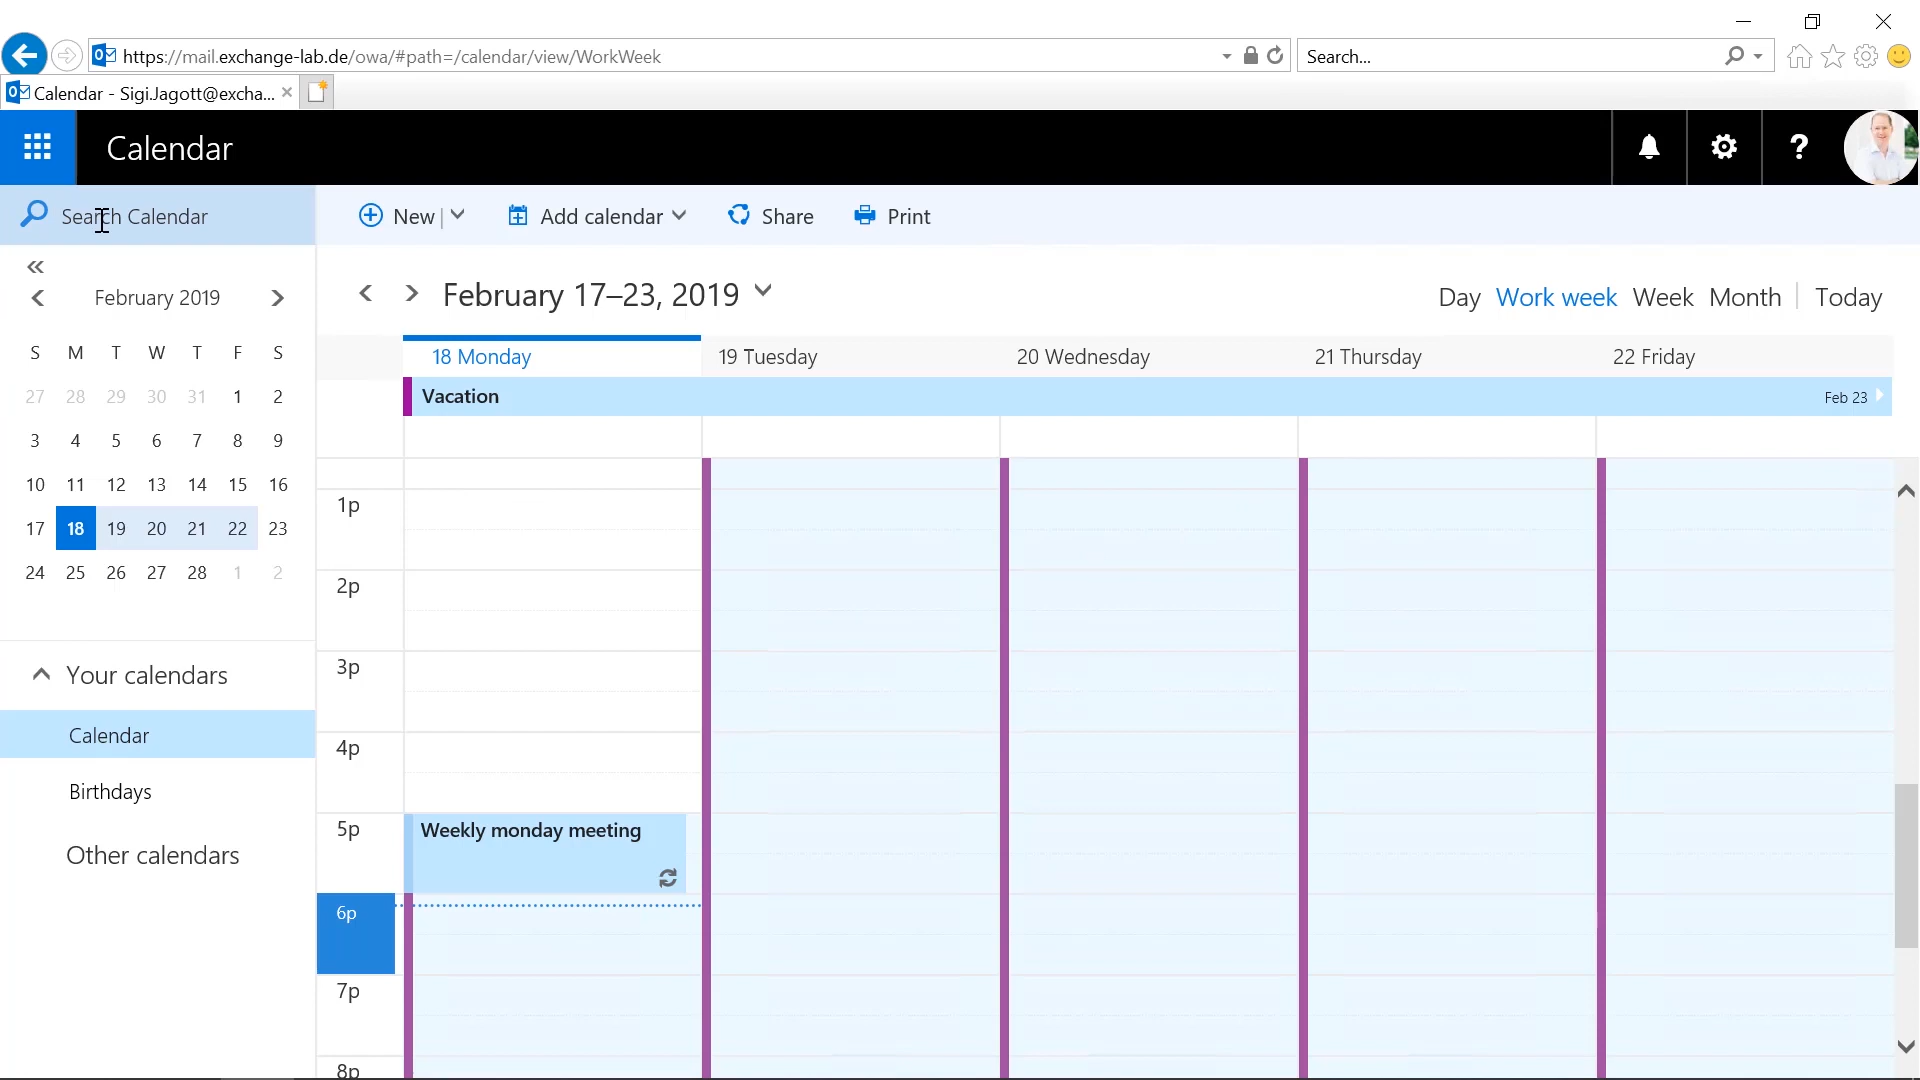 https://mail.exchange-lab.de/owa/#path=/calendar/view/WorkWeek
Search...
Calendar - Sigi.Jagott@excha...
Calendar
?
Search Calendar
New
Add calendar
Share
Print
February 2019
February 17–23, 2019
Day Work week Week Month Today
S M T W T F S
27 28 29 30 31 1 2
3 4 5 6 7 8 9
10 11 12 13 14 15 16
17 18 19 20 21 22 23
24 25 26 27 28 1 2
18 Monday
19 Tuesday
20 Wednesday
21 Thursday
22 Friday
Vacation
Feb 23
1p
2p
3p
4p
5p
Weekly monday meeting
6p
7p
8p
Your calendars
Calendar
Birthdays
Other calendars